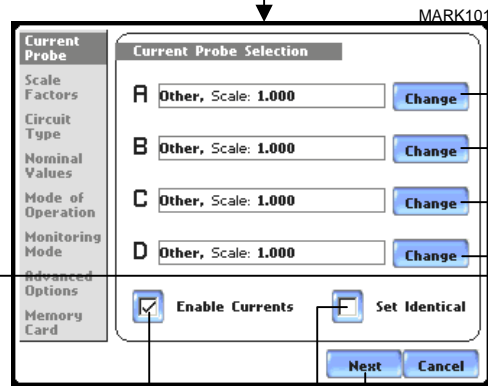 MARK101
Current
Probe
Current Probe Selection
Scale
Factors
A Other, Scale: 1.000 Change
Circuit
Type
B Other, Scale: 1.000 Change
Nominal
Values
Mode of
Operation
C Other, Scale: 1.000 Change
Monitoring
Mode
D Other, Scale: 1.000 Change
Advanced
Options
Enable Currents Set Identical
Memory
Card
Next Cancel